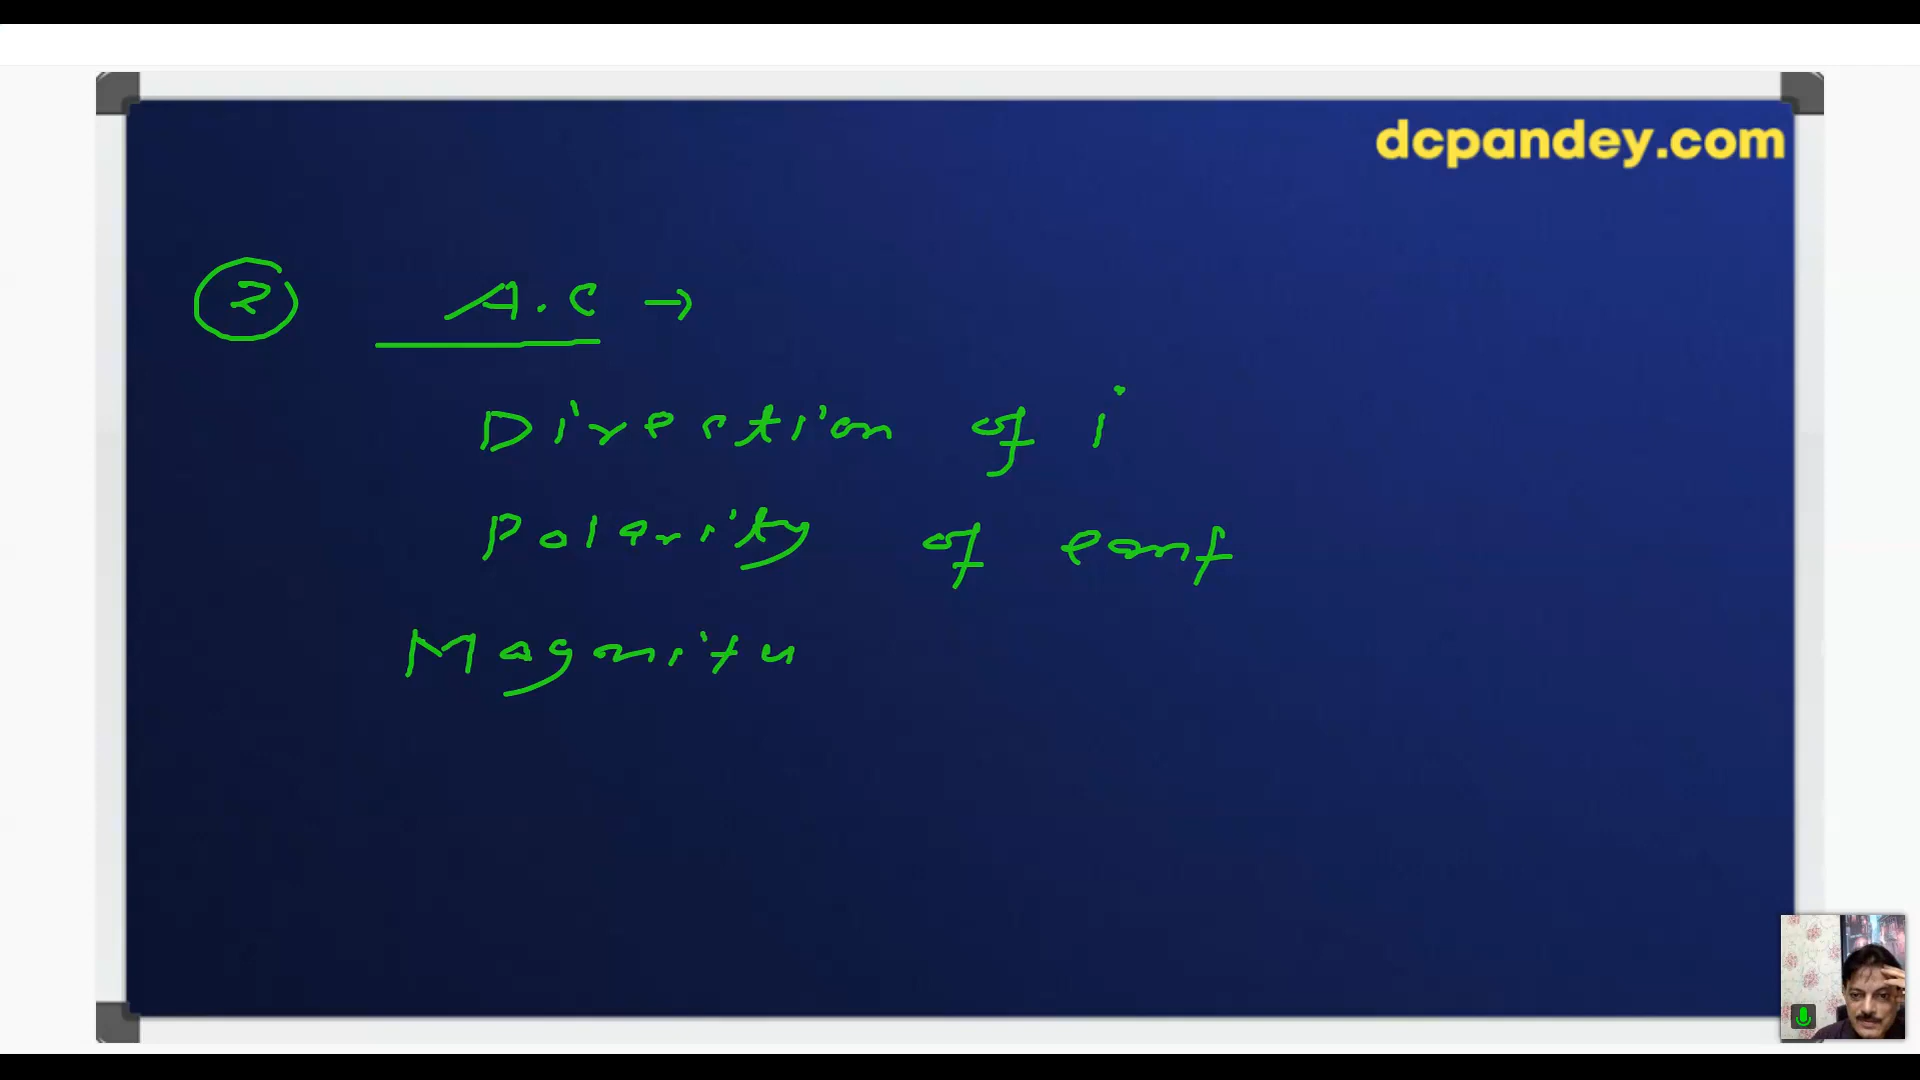 dcpandey.com
2 A.C →
Direction of i
Polarity of emf
Magnitu